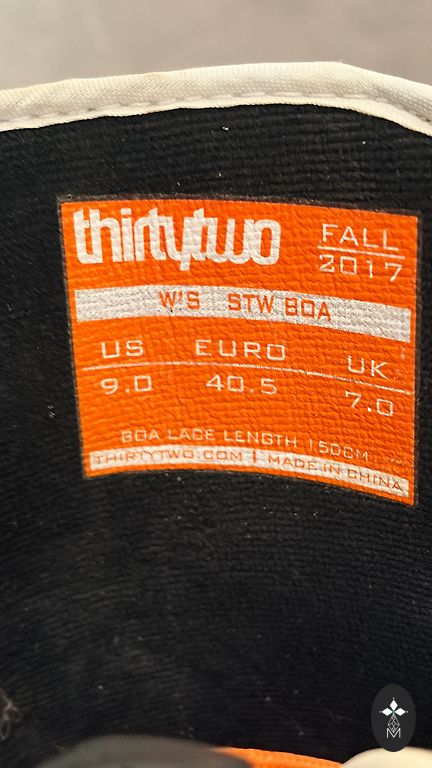 thirtytwo
FALL
2017
W'S STW BOA
US EURO UK
9.0 40.5 7.0
BOA LACE LENGTH 150CM
THIRTYTWO.COM | MADE IN CHINA
M